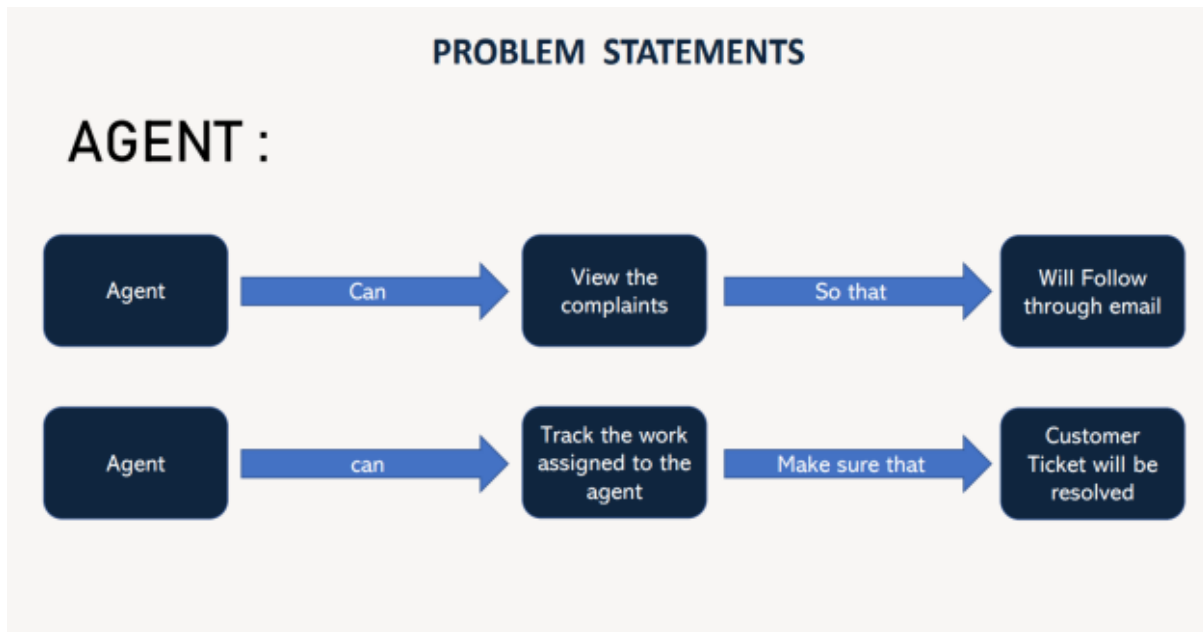 PROBLEM STATEMENTS
AGENT :
Agent
Can
View the
complaints
So that
Will Follow
through email
Agent
can
Track the work
assigned to the
agent
Make sure that
Customer
Ticket will be
resolved